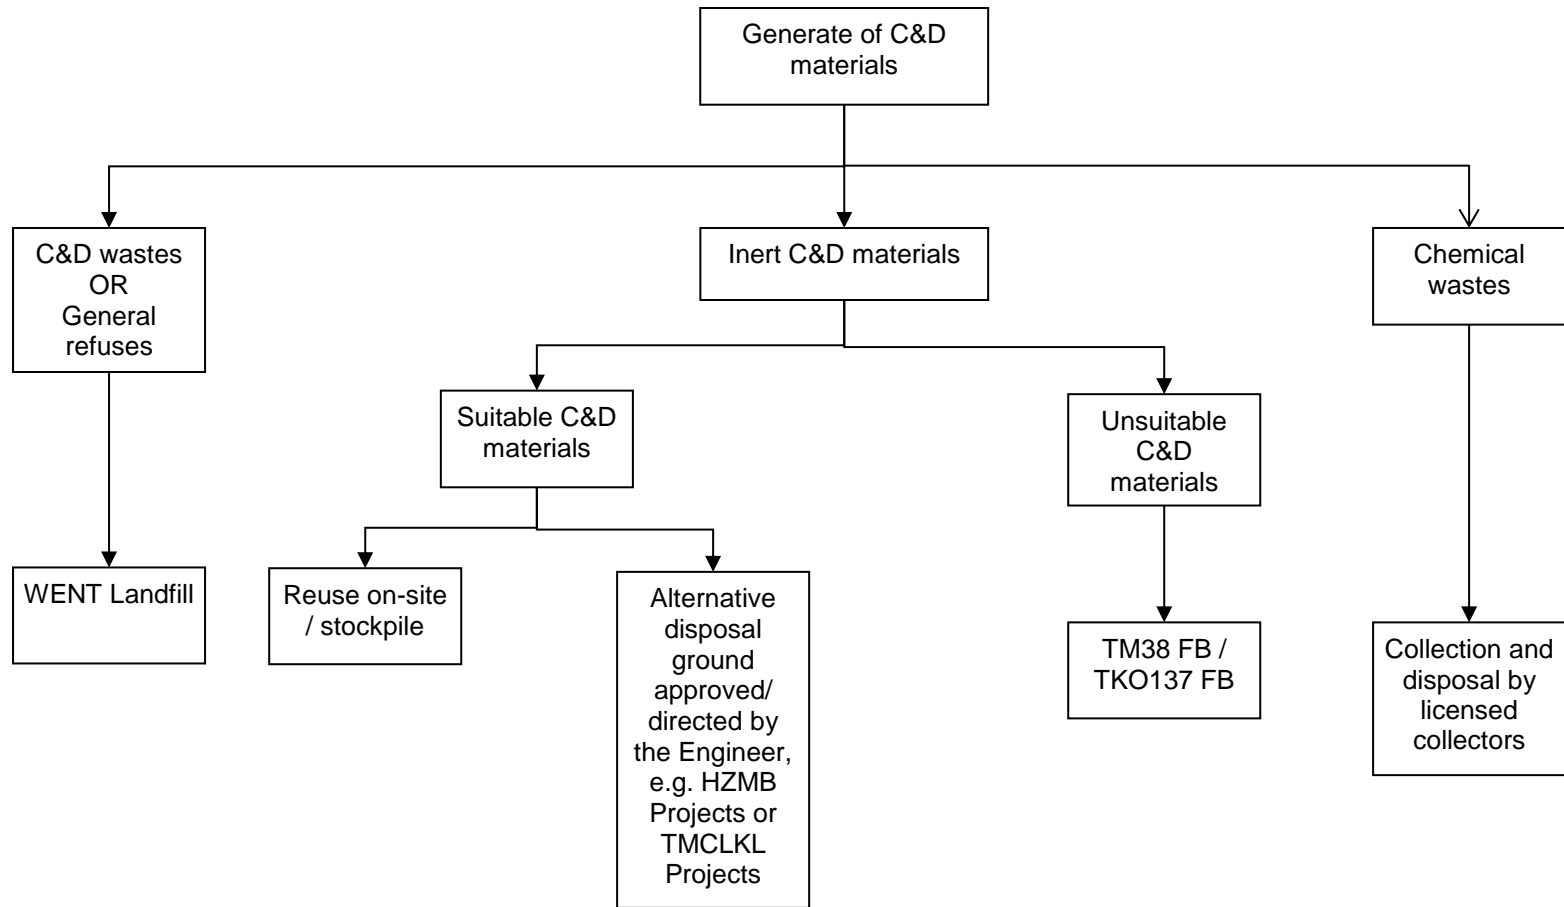 Generate of C&D
materials
C&D wastes
OR
General
refuses
Inert C&D materials
Chemical
wastes
Suitable C&D
materials
Unsuitable
C&D
materials
WENT Landfill
Reuse on-site
/ stockpile
Alternative
disposal
ground
approved/
directed by
the Engineer,
e.g. HZMB
Projects or
TMCLKL
Projects
TM38 FB /
TKO137 FB
Collection and
disposal by
licensed
collectors